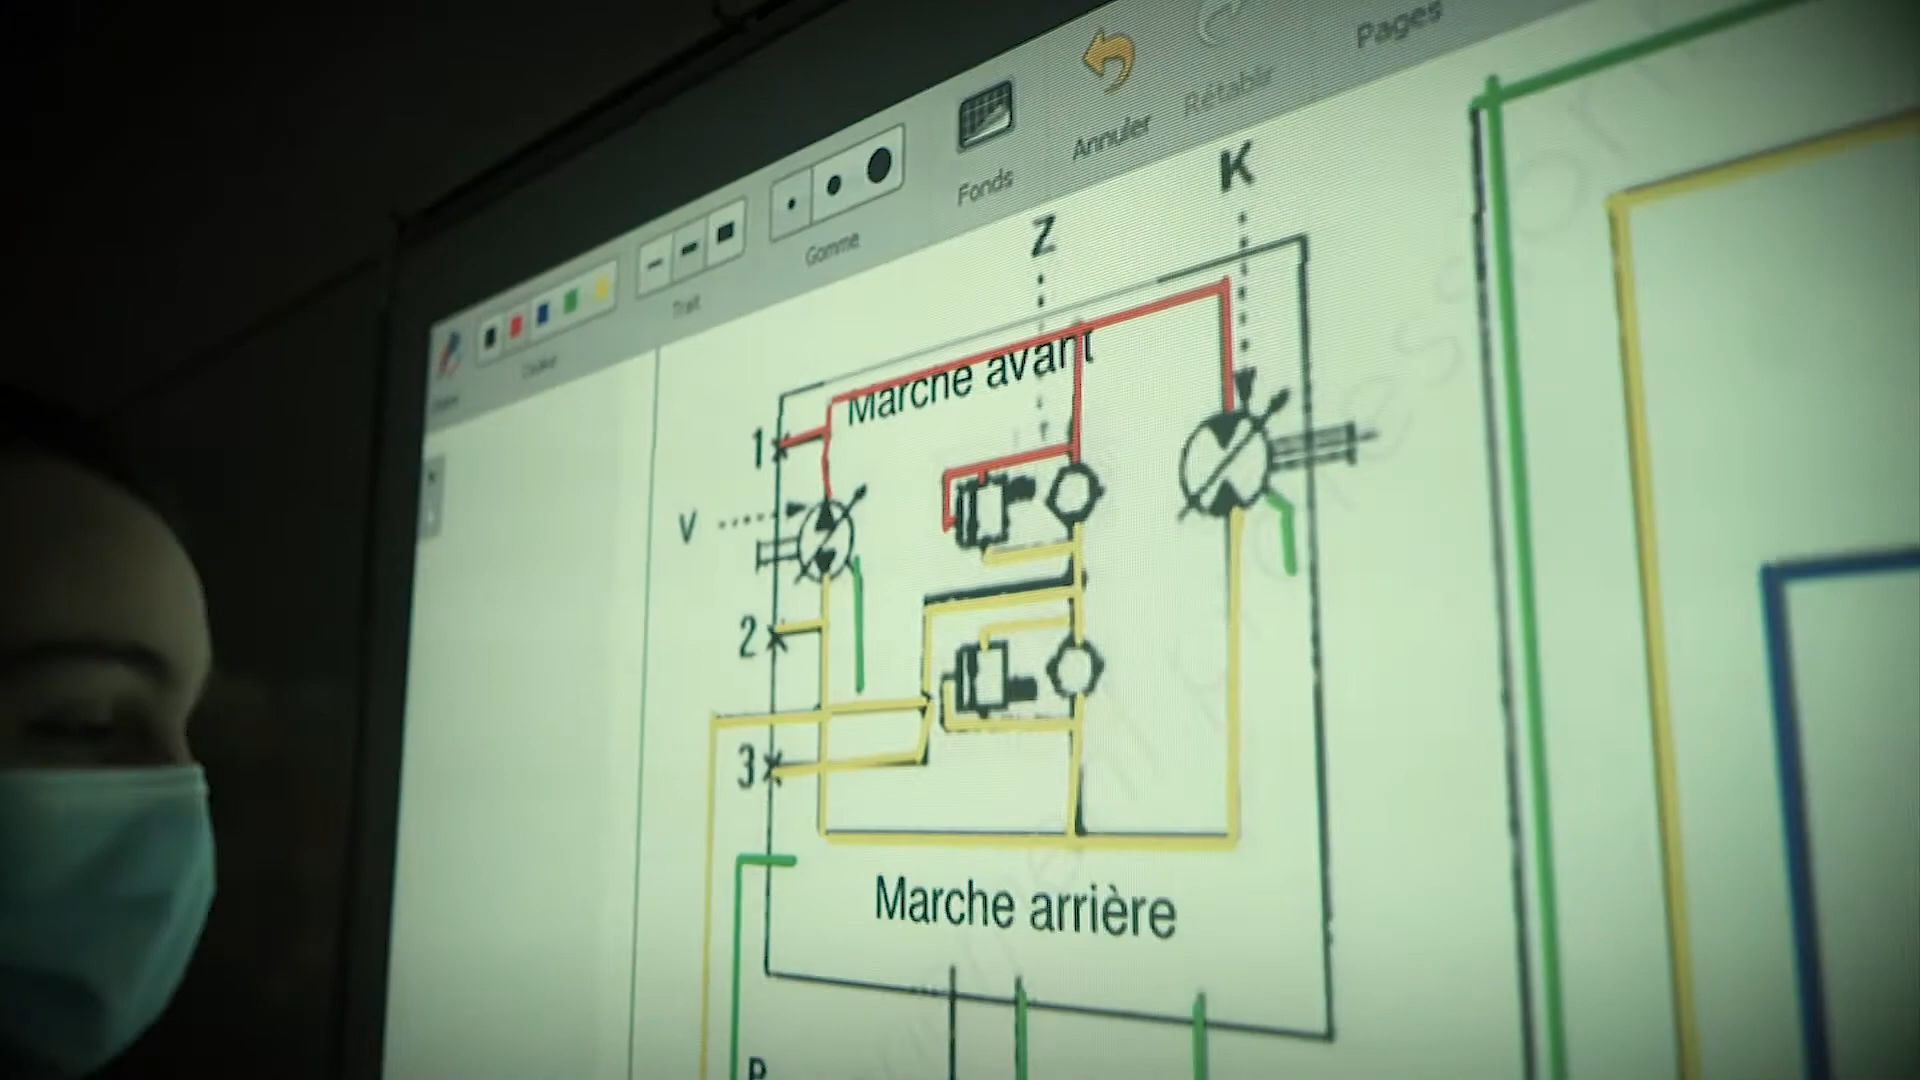 Pages
Rétablir
Annuler
Fonds
Gomme
Trait
K
Z
Marche avant
1
V
2
3
Marche arrière
P